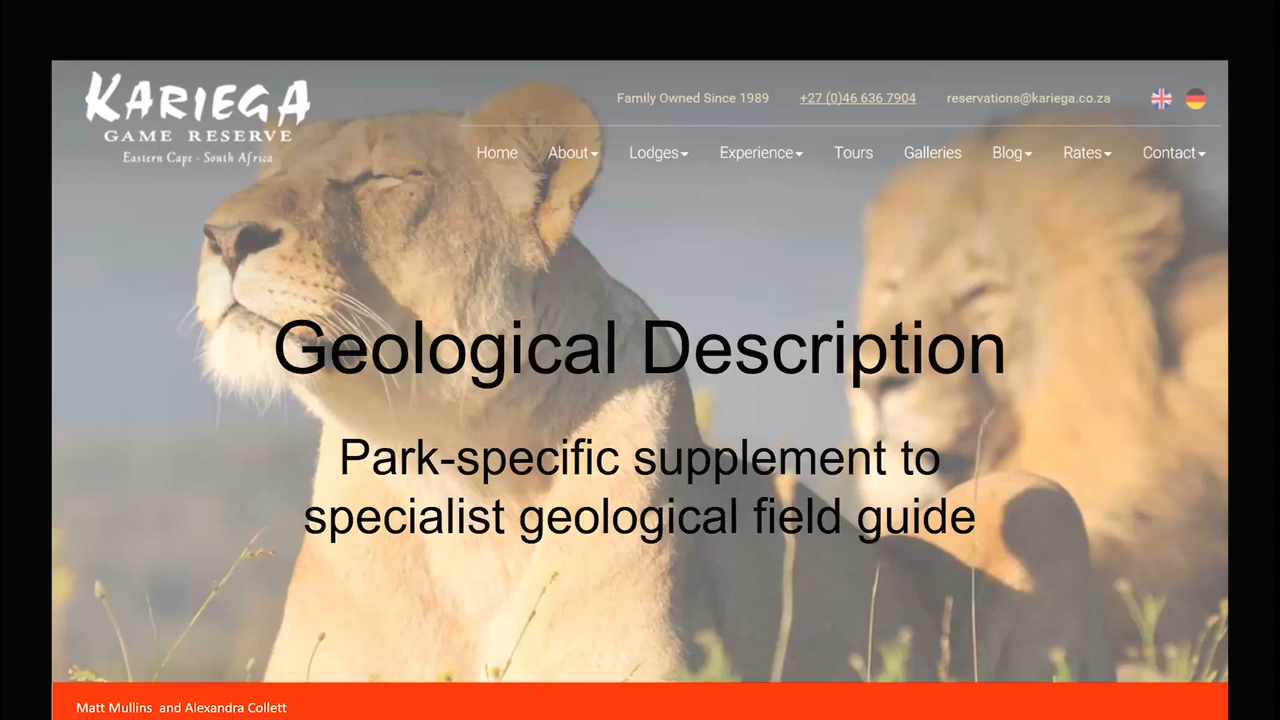 KARIEGA
GAME RESERVE
Eastern Cape - South Africa
Family Owned Since 1989 +27 (0)46 636 7904 reservations@kariega.co.za
Home About Lodges Experience Tours Galleries Blog Rates Contact
Geological Description
Park-specific supplement to
specialist geological field guide
Matt Mullins and Alexandra Collett